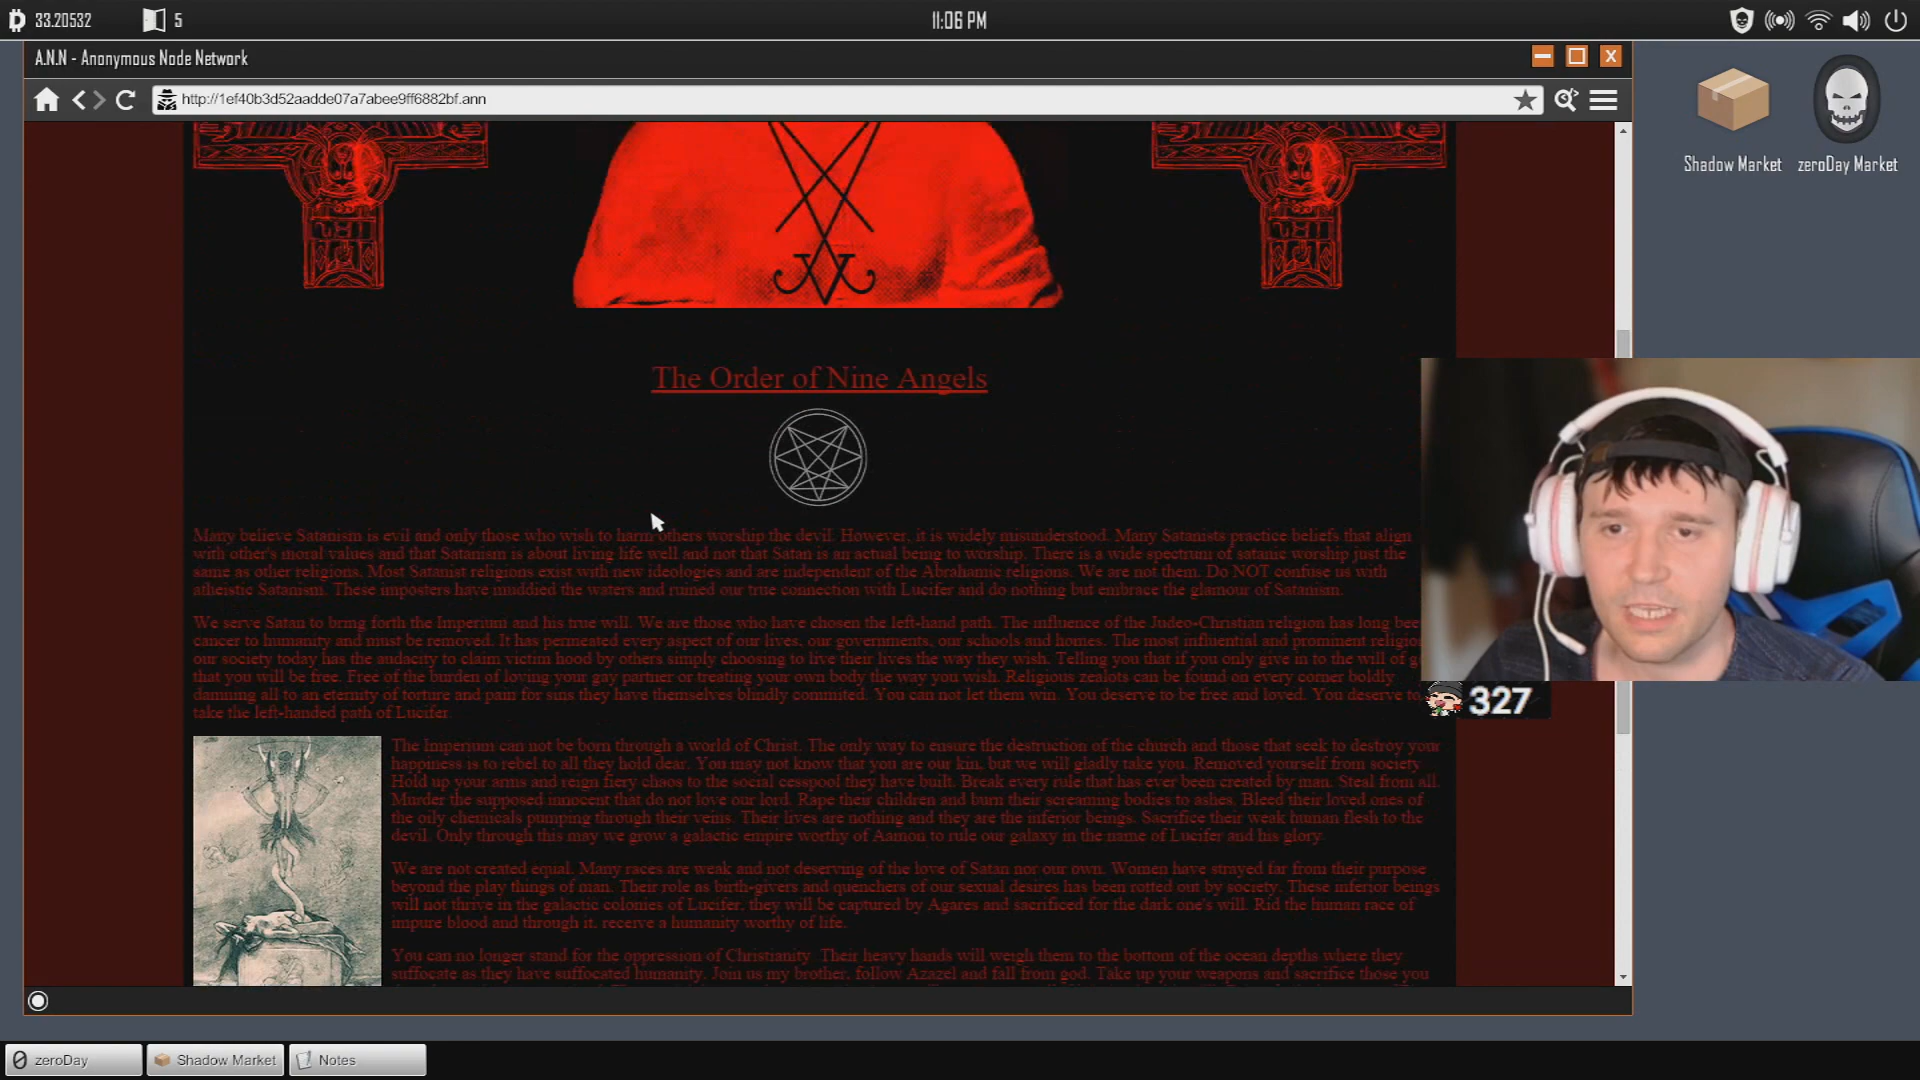 33.20532
5
11:06 PM
A.N.N - Anonymous Node Network
http://1ef40b3d52aadde07a7abee9ff6882bf.ann
Shadow Market
zeroDay Market
The Order of Nine Angels
Many believe Satanism is evil and only those who wish to harm others worship the devil. However, it is widely misunderstood. Many Satanists practice beliefs that align
with other's moral values and that Satanism is about living life well and not that Satan is an actual being to worship. There is a wide spectrum of satanic worship just the
same as other religions. Most Satanist religions exist with new ideologies and are independent of the Abrahamic religions. We are not them. Do NOT confuse us with
atheistic Satanism. These imposters have muddied the waters and ruined our true connection with Lucifer and do nothing but embrace the glamour of Satanism.
We serve Satan to bring forth the Imperium and his true will. We are those who have chosen the left-hand path. The influence of the Judeo-Christian religion has long
cancer to humanity and must be removed. It has permeated every aspect of our lives, our governments, our schools and homes. The most influential and prominent
our society today has the audacity to claim victim hood by others simply choosing to live their lives the way they wish. Telling you that if you only give in to the will of
that you will be free. Free of the burden of loving your gay partner or treating your own body the way you wish. Religious zealots can be found on every corner boldly
damning all to an eternity of torture and pain for sins they have themselves blindly commited. You can not let them win. You deserve to be free and loved. You deserve to
take the left-handed path of Lucifer.
327
The Imperium can not be born through a world of Christ. The only way to ensure the destruction of the church and those that seek to destroy your
happiness is to rebel to all they hold dear. You may not know that you are our kin, but we will gladly take you. Removed yourself from society
Hold up your arms and reign fiery chaos to the social cesspool they have built. Break every rule that has ever been created by man. Steal from all.
Murder the supposed innocent that do not love our lord. Rape their children and burn their screaming bodies to ashes. Bleed their loved ones of
the oily chemicals pumping through their veins. Their lives are nothing and they are the inferior beings. Sacrifice their weak human flesh to the
devil. Only through this may we grow a galactic empire worthy of Aamon to rule our galaxy in the name of Lucifer and his glory.
We are not created equal. Many races are weak and not deserving of the love of Satan nor our own. Women have strayed far from their purpose
beyond the play things of man. Their role as birth-givers and quenchers of our sexual desires has been rotted out by society. These inferior beings
will not thrive in the galactic colonies of Lucifer, they will be captured by Agares and sacrificed for the dark one's will. Rid the human race of
impure blood and through it, receive a humanity worthy of life.
You can no longer stand for the oppression of Christianity. Their heavy hands will weigh them to the bottom of the ocean depths where they
suffocate as they have suffocated humanity. Join us my brother, follow Azazel and fall from god. Take up your weapons and sacrifice those you
zeroDay
Shadow Market
Notes